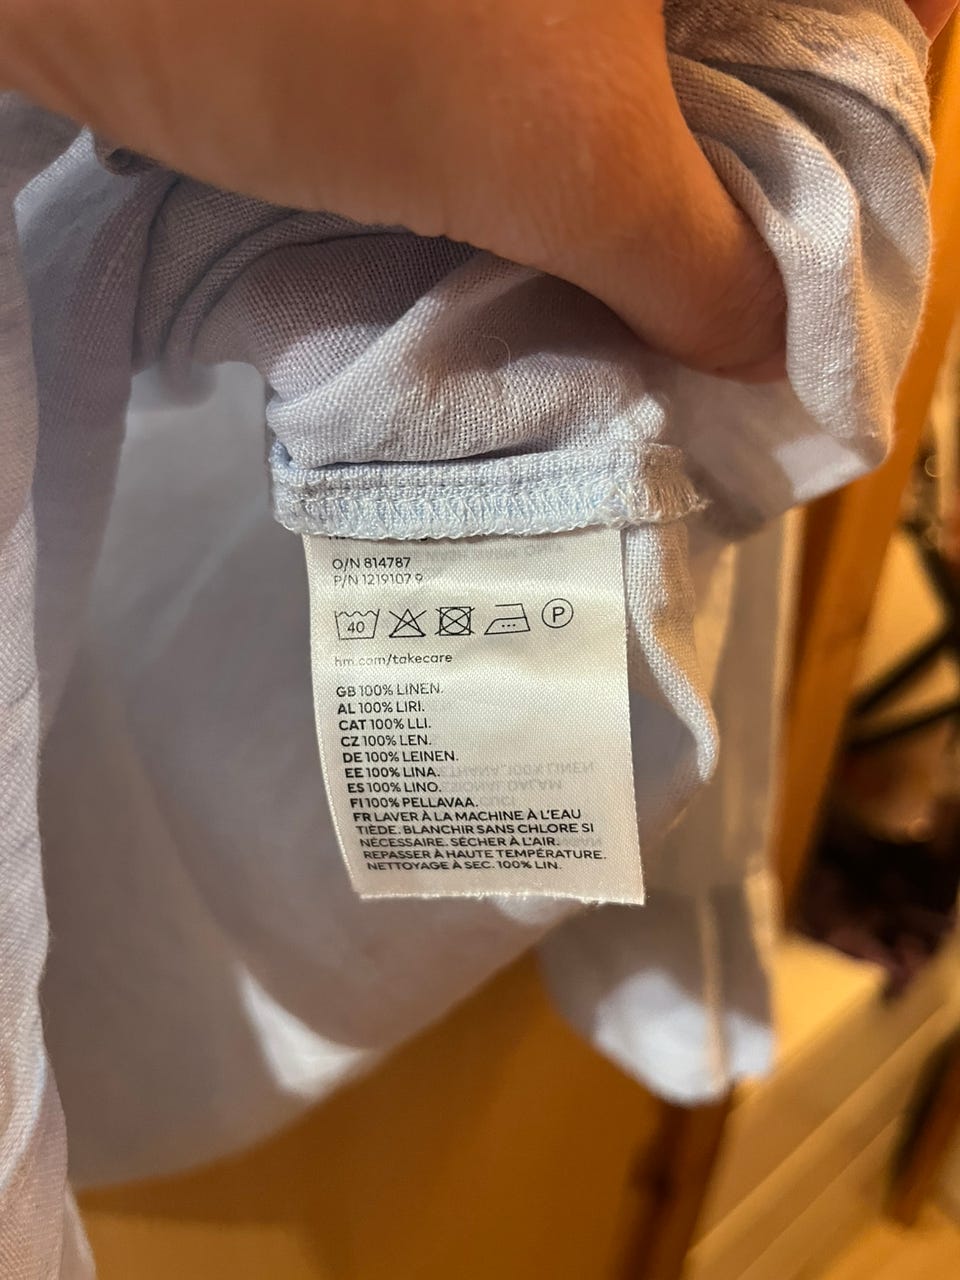 O/N 814787
P/N 1219107 9
40 P
hm.com/takecare
GB 100% LINEN.
AL 100% LIRI.
CAT 100% LLI.
CZ 100% LEN.
DE 100% LEINEN.
EE 100% LINA.
ES 100% LINO.
FI 100% PELLAVAA.
FR LAVER À LA MACHINE À L'EAU
TIÈDE. BLANCHIR SANS CHLORE SI
NÉCESSAIRE. SÉCHER À L'AIR.
REPASSER À HAUTE TEMPÉRATURE.
NETTOYAGE À SEC. 100% LIN.